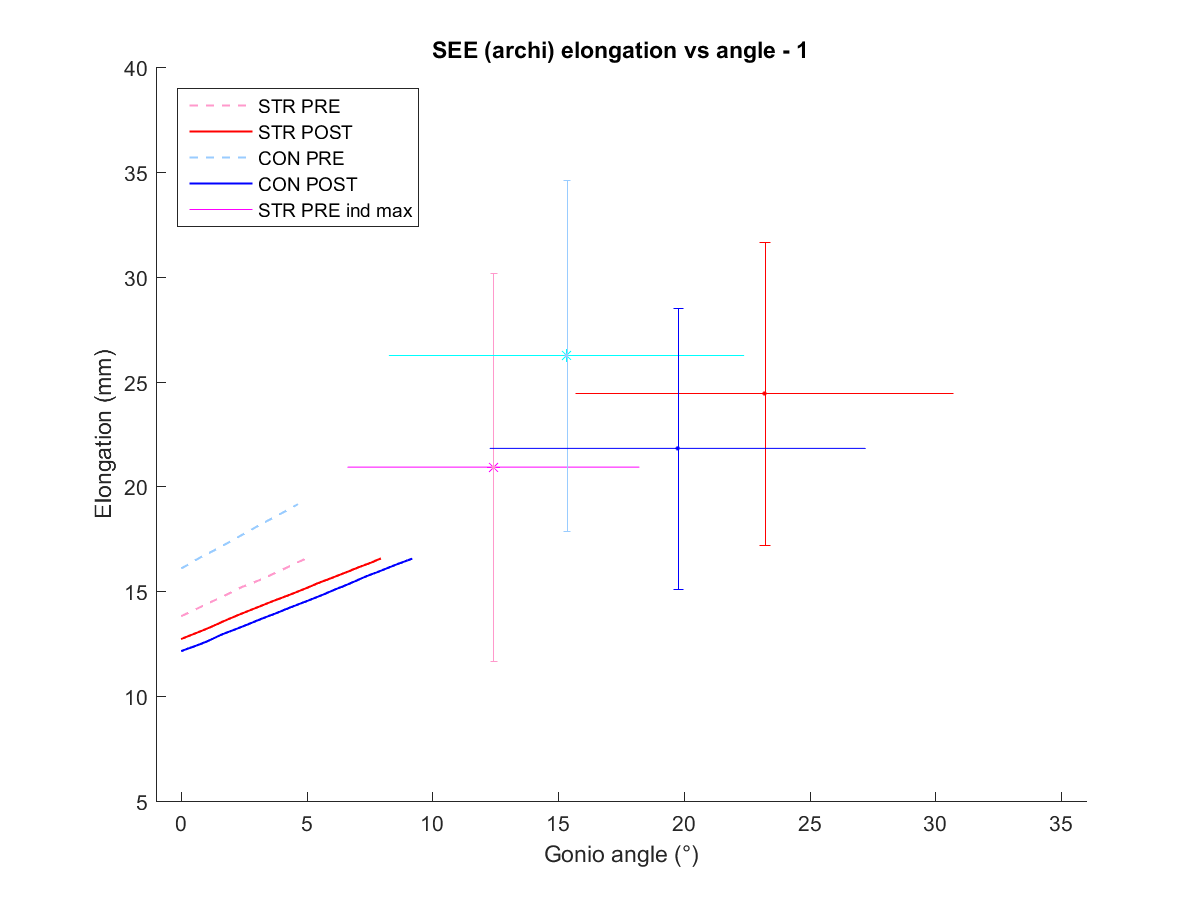 SEE (archi) elongation vs angle - 1
40
35
30
25
20
15
10
5
Elongation (mm)
STR PRE
STR POST
CON PRE
CON POST
STR PRE ind max
0 5 10 15 20 25 30 35
Gonio angle (°)